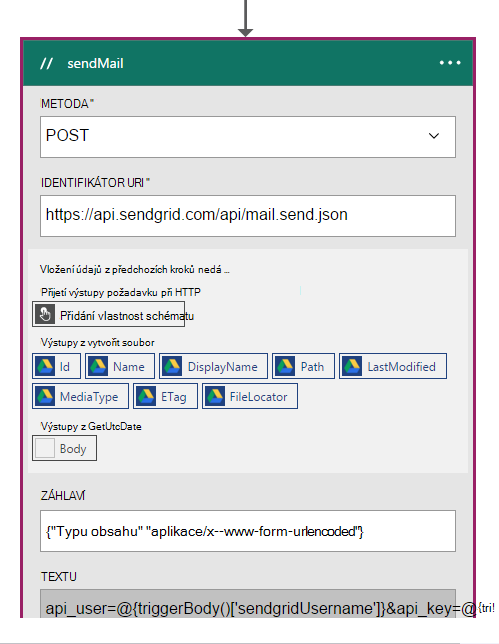 // sendMail
METODA*
POST
IDENTIFIKÁTOR URI*
https://api.sendgrid.com/api/mail.send.json
Vložení údajů z předchozích kroků nedá ...
Přijetí výstupy požadavku při HTTP
Přidání vlastnost schématu
Výstupy z vytvořit soubor
Id Name DisplayName Path LastModified
MediaType ETag FileLocator
Výstupy z GetUtcDate
Body
ZÁHLAVÍ
{"Typu obsahu" "aplikace/x--www-form-urlencoded"}
TEXTU
api_user=@{triggerBody()['sendgridUsername']}&api_key=@{tri!